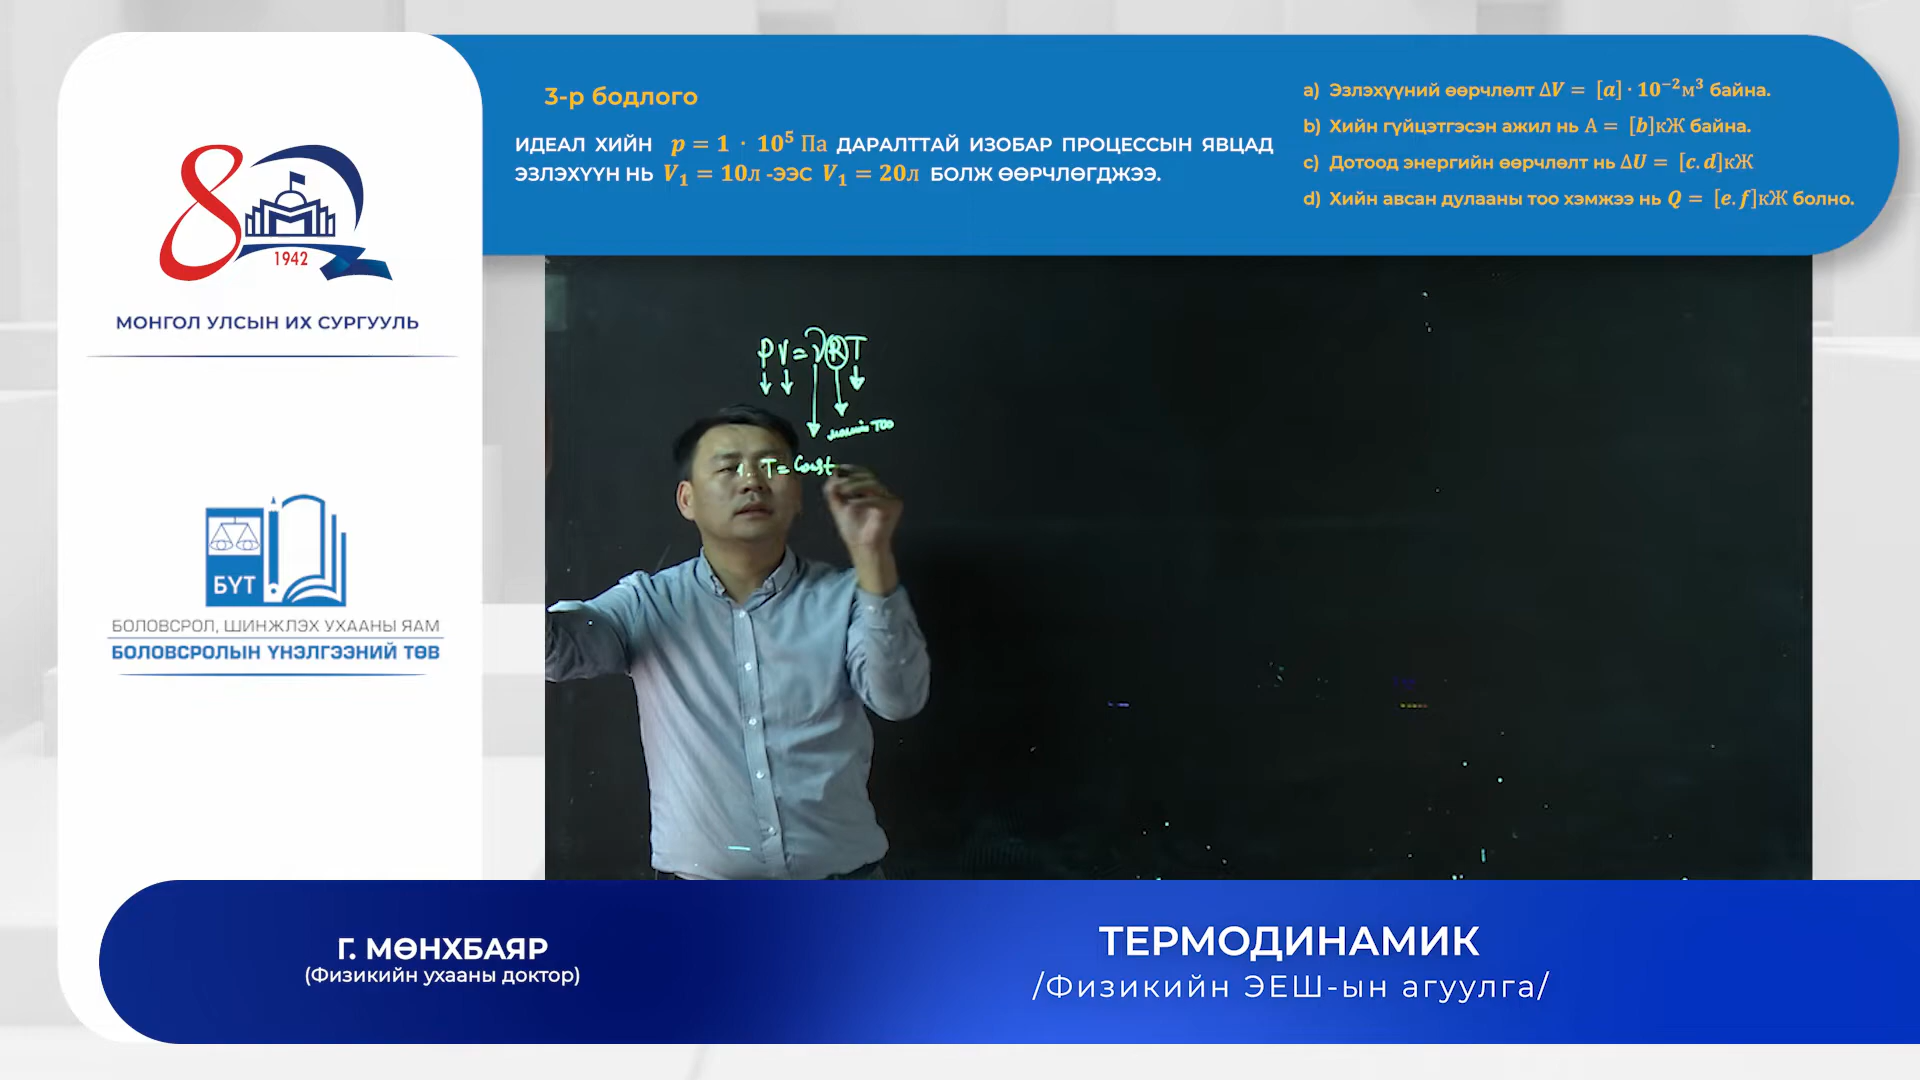 1942
МОНГОЛ УЛСЫН ИХ СУРГУУЛЬ
БҮТ
БОЛОВСРОЛ, ШИНЖЛЭХ УХААНЫ ЯАМ
БОЛОВСРОЛЫН ҮНЭЛГЭЭНИЙ ТӨВ
3-р бодлого
ИДЕАЛ ХИЙН p = 1 · 10⁵ Па ДАРАЛТТАЙ ИЗОБАР ПРОЦЕССЫН ЯВЦАД
ЭЗЛЭХҮҮН НЬ V₁ = 10л -ЭЭС V₁ = 20л БОЛЖ ӨӨРЧЛӨГДЖЭЭ.
a) Эзлэхүүний өөрчлөлт ΔV = [a] · 10⁻²м³ байна.
b) Хийн гүйцэтгэсэн ажил нь A = [b]кЖ байна.
c) Дотоод энергийн өөрчлөлт нь ΔU = [c.d]кЖ
d) Хийн авсан дулааны тоо хэмжээ нь Q = [e.f]кЖ болно.
PV=νRT
тоо
1. T= Const
Г. МӨНХБАЯР
(Физикийн ухааны доктор)
ТЕРМОДИНАМИК
/Физикийн ЭЕШ-ын агуулга/